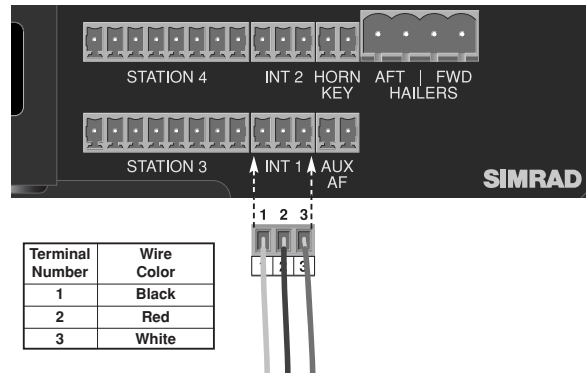 STATION 4 INT 2 HORN KEY AFT | FWD HAILERS
STATION 3 INT 1 AUX AF
SIMRAD
1 2 3
1 2 3
Terminal Number Wire Color
1 Black
2 Red
3 White